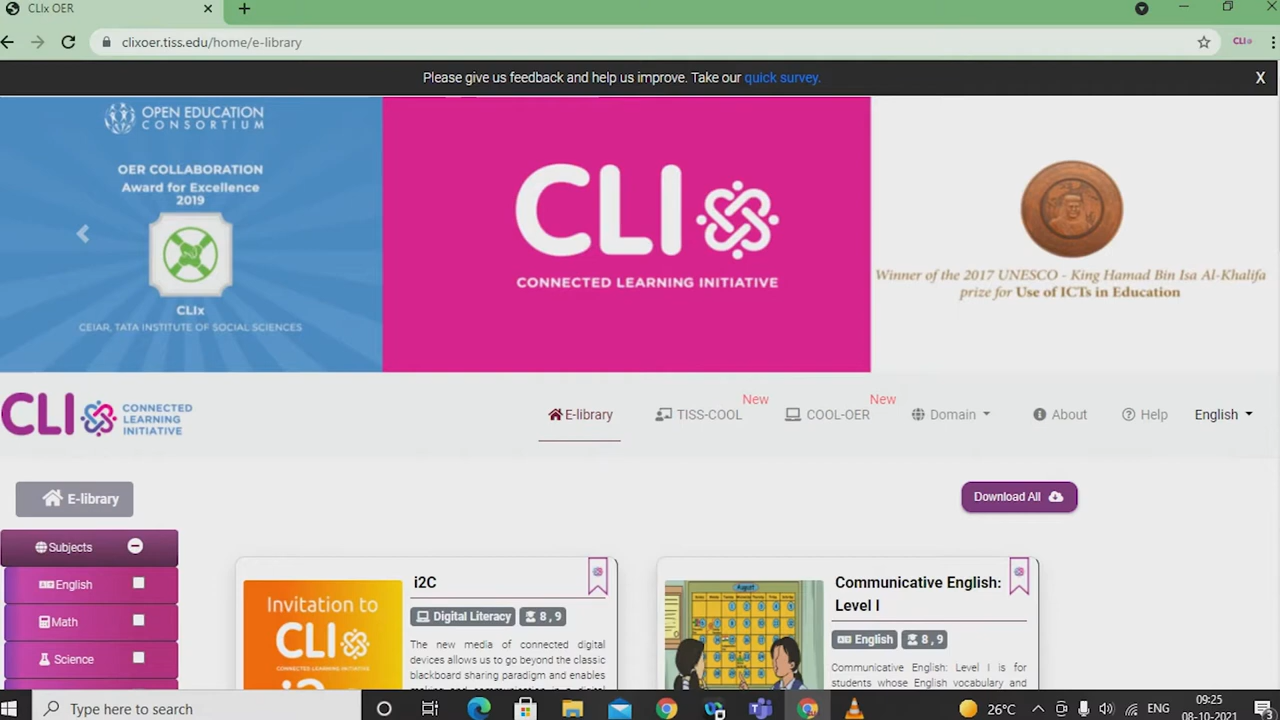 CLIx OER
clixoer.tiss.edu/home/e-library
CLI
Please give us feedback and help us improve. Take our quick survey.
X
OPEN EDUCATION
CONSORTIUM
OER COLLABORATION
Award for Excellence
2019
CLIx
CEIAR, TATA INSTITUTE OF SOCIAL SCIENCES
CLI
CONNECTED LEARNING INITIATIVE
Winner of the 2017 UNESCO - King Hamad Bin Isa Al-Khalifa
prize for Use of ICTs in Education
CLI
CONNECTED
LEARNING
INITIATIVE
E-library
TISS-COOL
New
COOL-OER
New
Domain
About
Help
English
E-library
Download All
Subjects
English
Math
Science
Invitation to
CLI
CONNECTED LEARNING INITIATIVE
i2C
Digital Literacy
8 , 9
The new media of connected digital
devices allows us to go beyond the classic
blackboard sharing paradigm and enables
August
Communicative English:
Level I
English
8 , 9
Communicative English: Level I is for
students whose English vocabulary and
Type here to search
26°C
ENG
09:25
08-10-2021